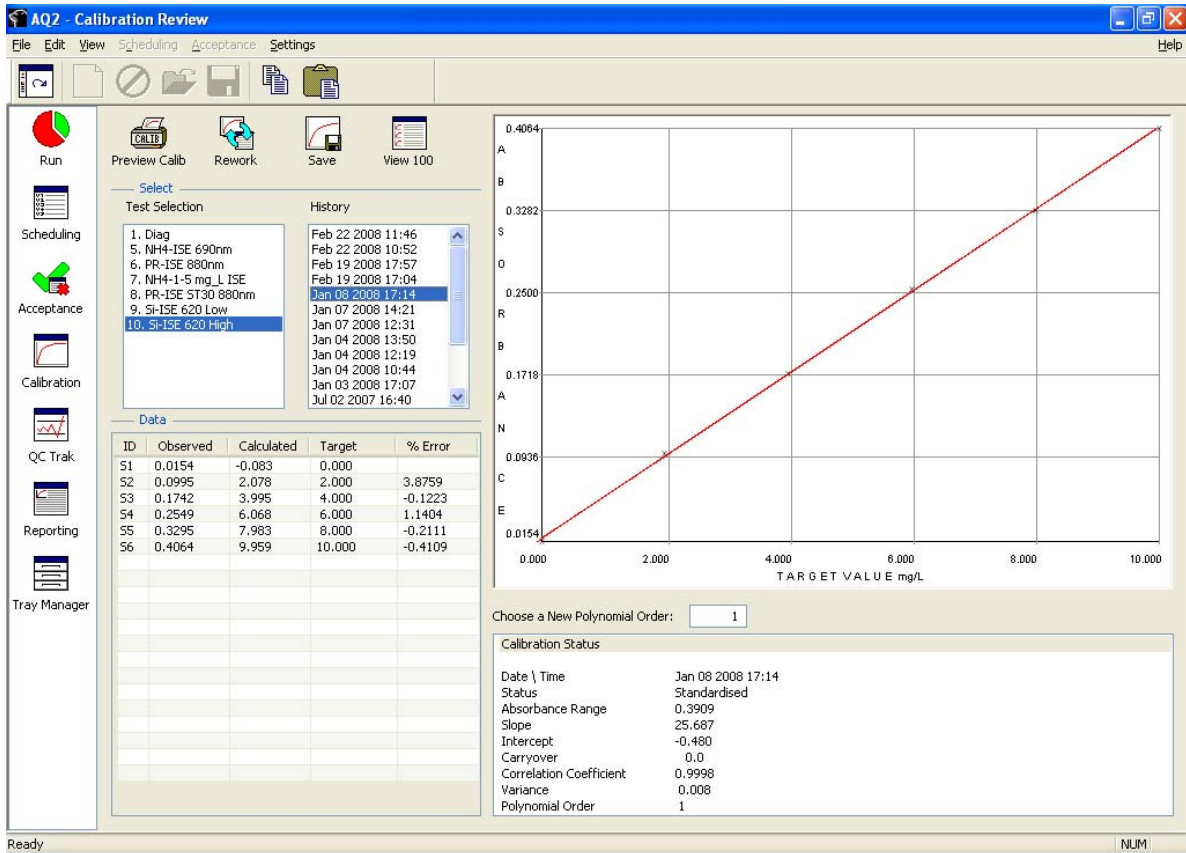 AQ2 - Calibration Review
File Edit View Scheduling Acceptance Settings Help
Run
Scheduling
Acceptance
Calibration
QC Trak
Reporting
Tray Manager
CALIB
Preview Calib Rework Save View 100
Select
Test Selection
1. Diag
5. NH4-ISE 690nm
6. PR-ISE 880nm
7. NH4-1-5 mg_L ISE
8. PR-ISE ST30 880nm
9. Si-ISE 620 Low
10. Si-ISE 620 High
History
Feb 22 2008 11:46
Feb 22 2008 10:52
Feb 19 2008 17:57
Feb 19 2008 17:04
Jan 08 2008 17:14
Jan 07 2008 14:21
Jan 07 2008 12:31
Jan 04 2008 13:50
Jan 04 2008 12:19
Jan 04 2008 10:44
Jan 03 2008 17:07
Jul 02 2007 16:40
Data
ID Observed Calculated Target % Error
S1 0.0154 -0.083 0.000
S2 0.0995 2.078 2.000 3.8759
S3 0.1742 3.995 4.000 -0.1223
S4 0.2549 6.068 6.000 1.1404
S5 0.3295 7.983 8.000 -0.2111
S6 0.4064 9.959 10.000 -0.4109
ABSORBANCE
0.4064
0.3282
0.2500
0.1718
0.0936
0.0154
0.000 2.000 4.000 6.000 8.000 10.000
TARGET VALUE mg/L
Choose a New Polynomial Order: 1
Calibration Status
Date \ Time Jan 08 2008 17:14
Status Standardised
Absorbance Range 0.3909
Slope 25.687
Intercept -0.480
Carryover 0.0
Correlation Coefficient 0.9998
Variance 0.008
Polynomial Order 1
Ready NUM